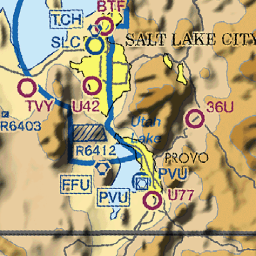 BTF
TCH
SLC
SALT LAKE CITY
TVY
U42
36U
R6403
Utah
Lake
R6412
PROVO
FFU
PVU
PVU
U77